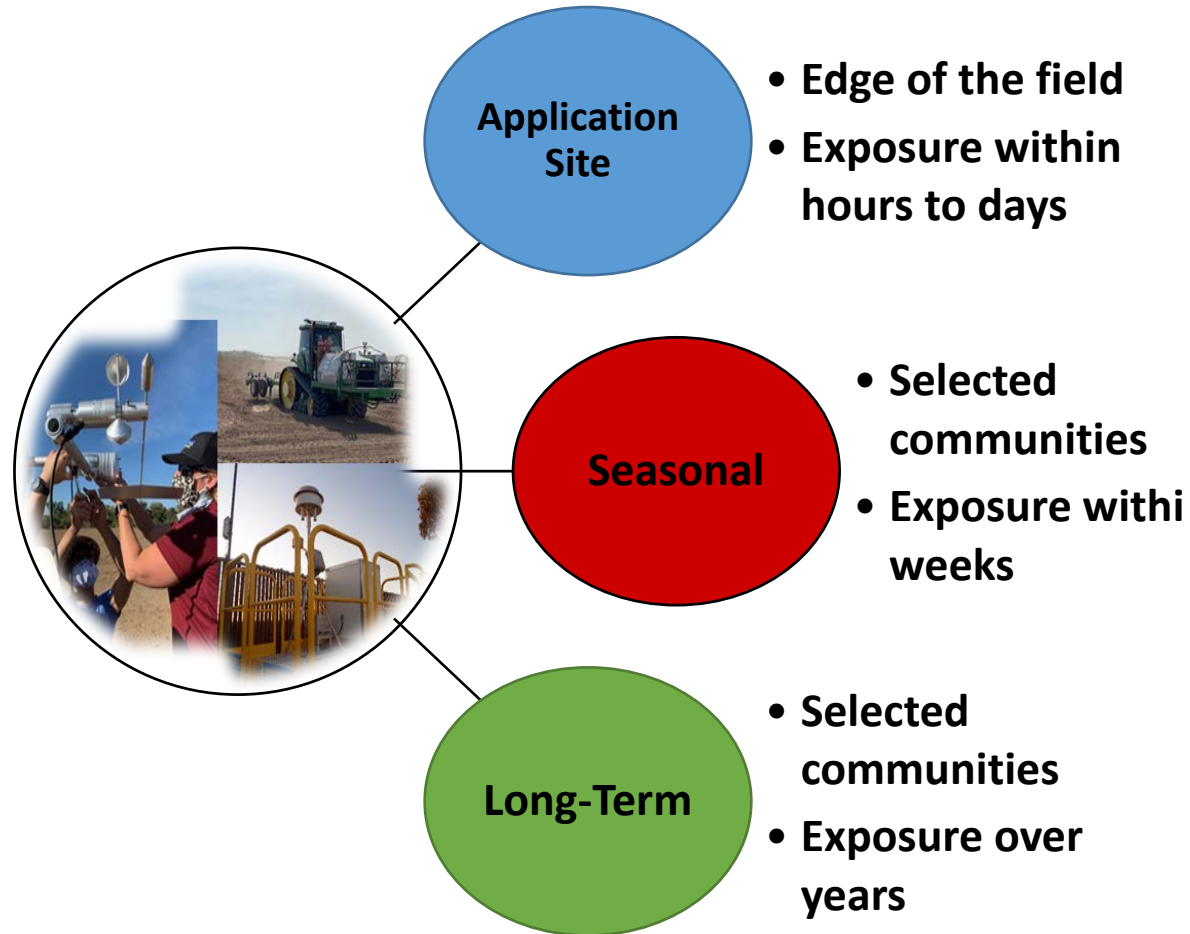 Application
Site
• Edge of the field
• Exposure within
hours to days
Seasonal
• Selected
communities
• Exposure withi
weeks
Long-Term
• Selected
communities
• Exposure over
years